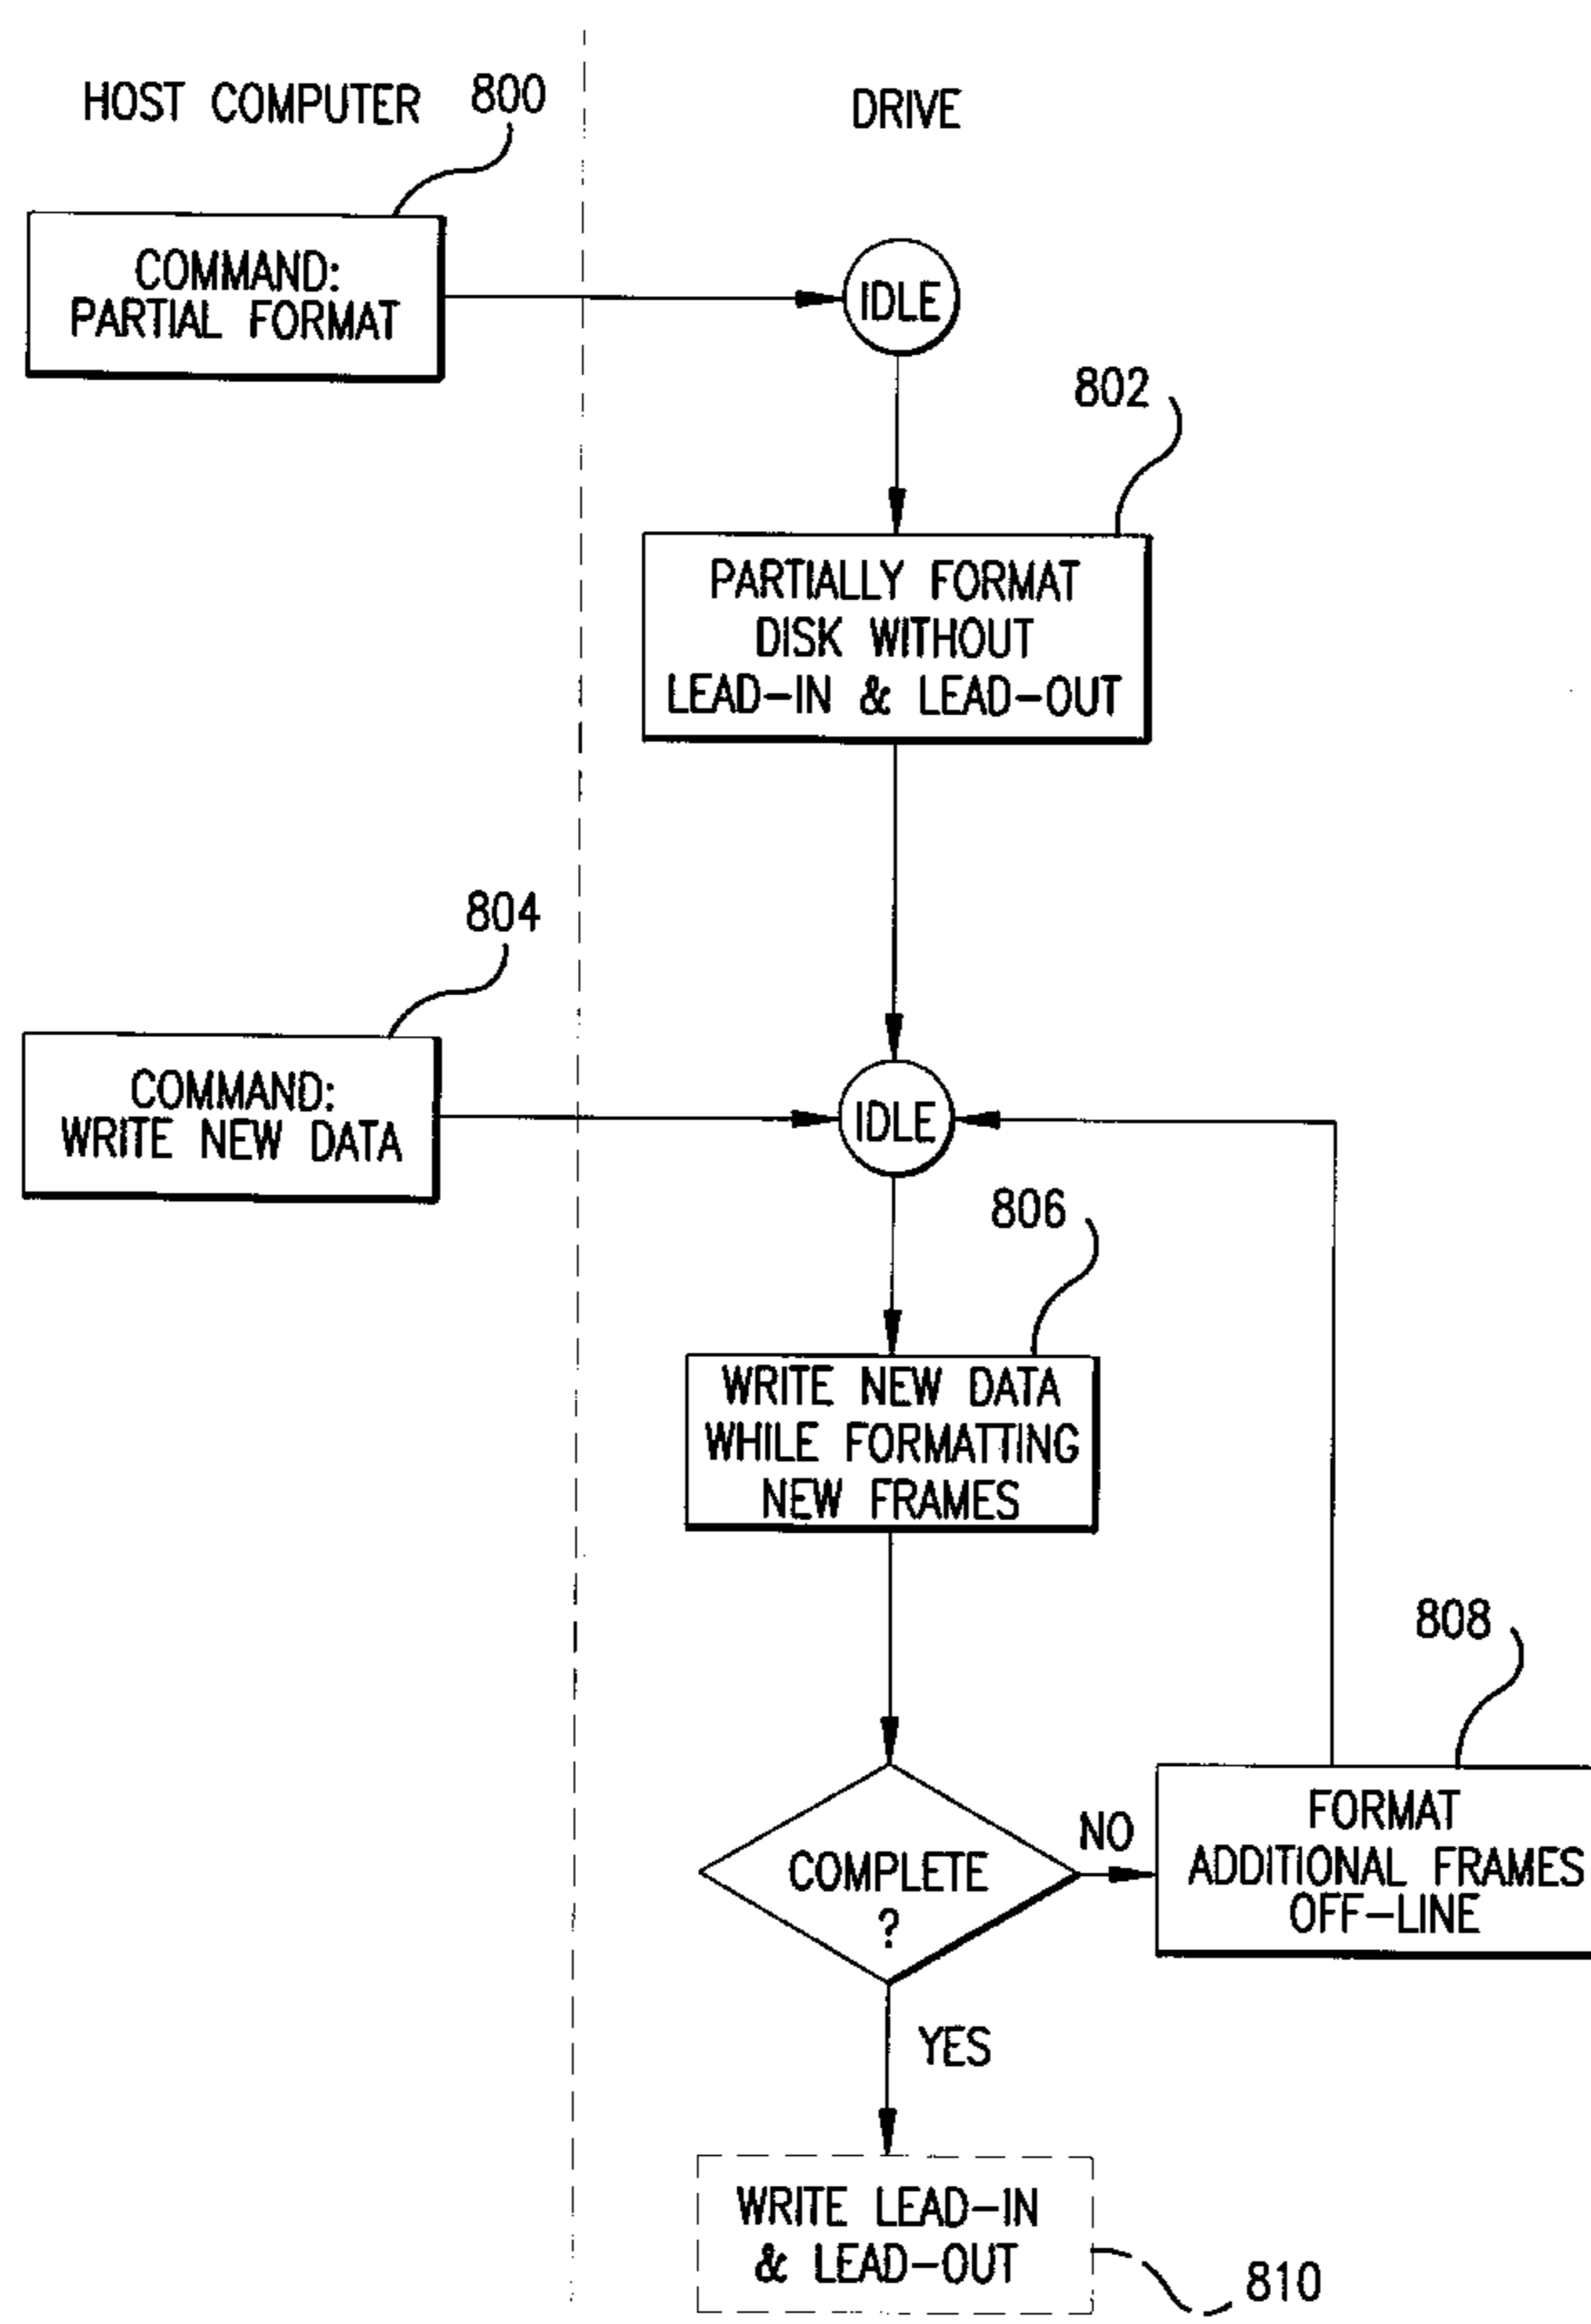 HOST COMPUTER
800
DRIVE
COMMAND:
PARTIAL FORMAT
IDLE
802
PARTIALLY FORMAT
DISK WITHOUT
LEAD-IN & LEAD-OUT
804
COMMAND:
WRITE NEW DATA
IDLE
806
WRITE NEW DATA
WHILE FORMATTING
NEW FRAMES
808
COMPLETE
?
NO
FORMAT
ADDITIONAL FRAMES
OFF-LINE
YES
WRITE LEAD-IN
& LEAD-OUT
810